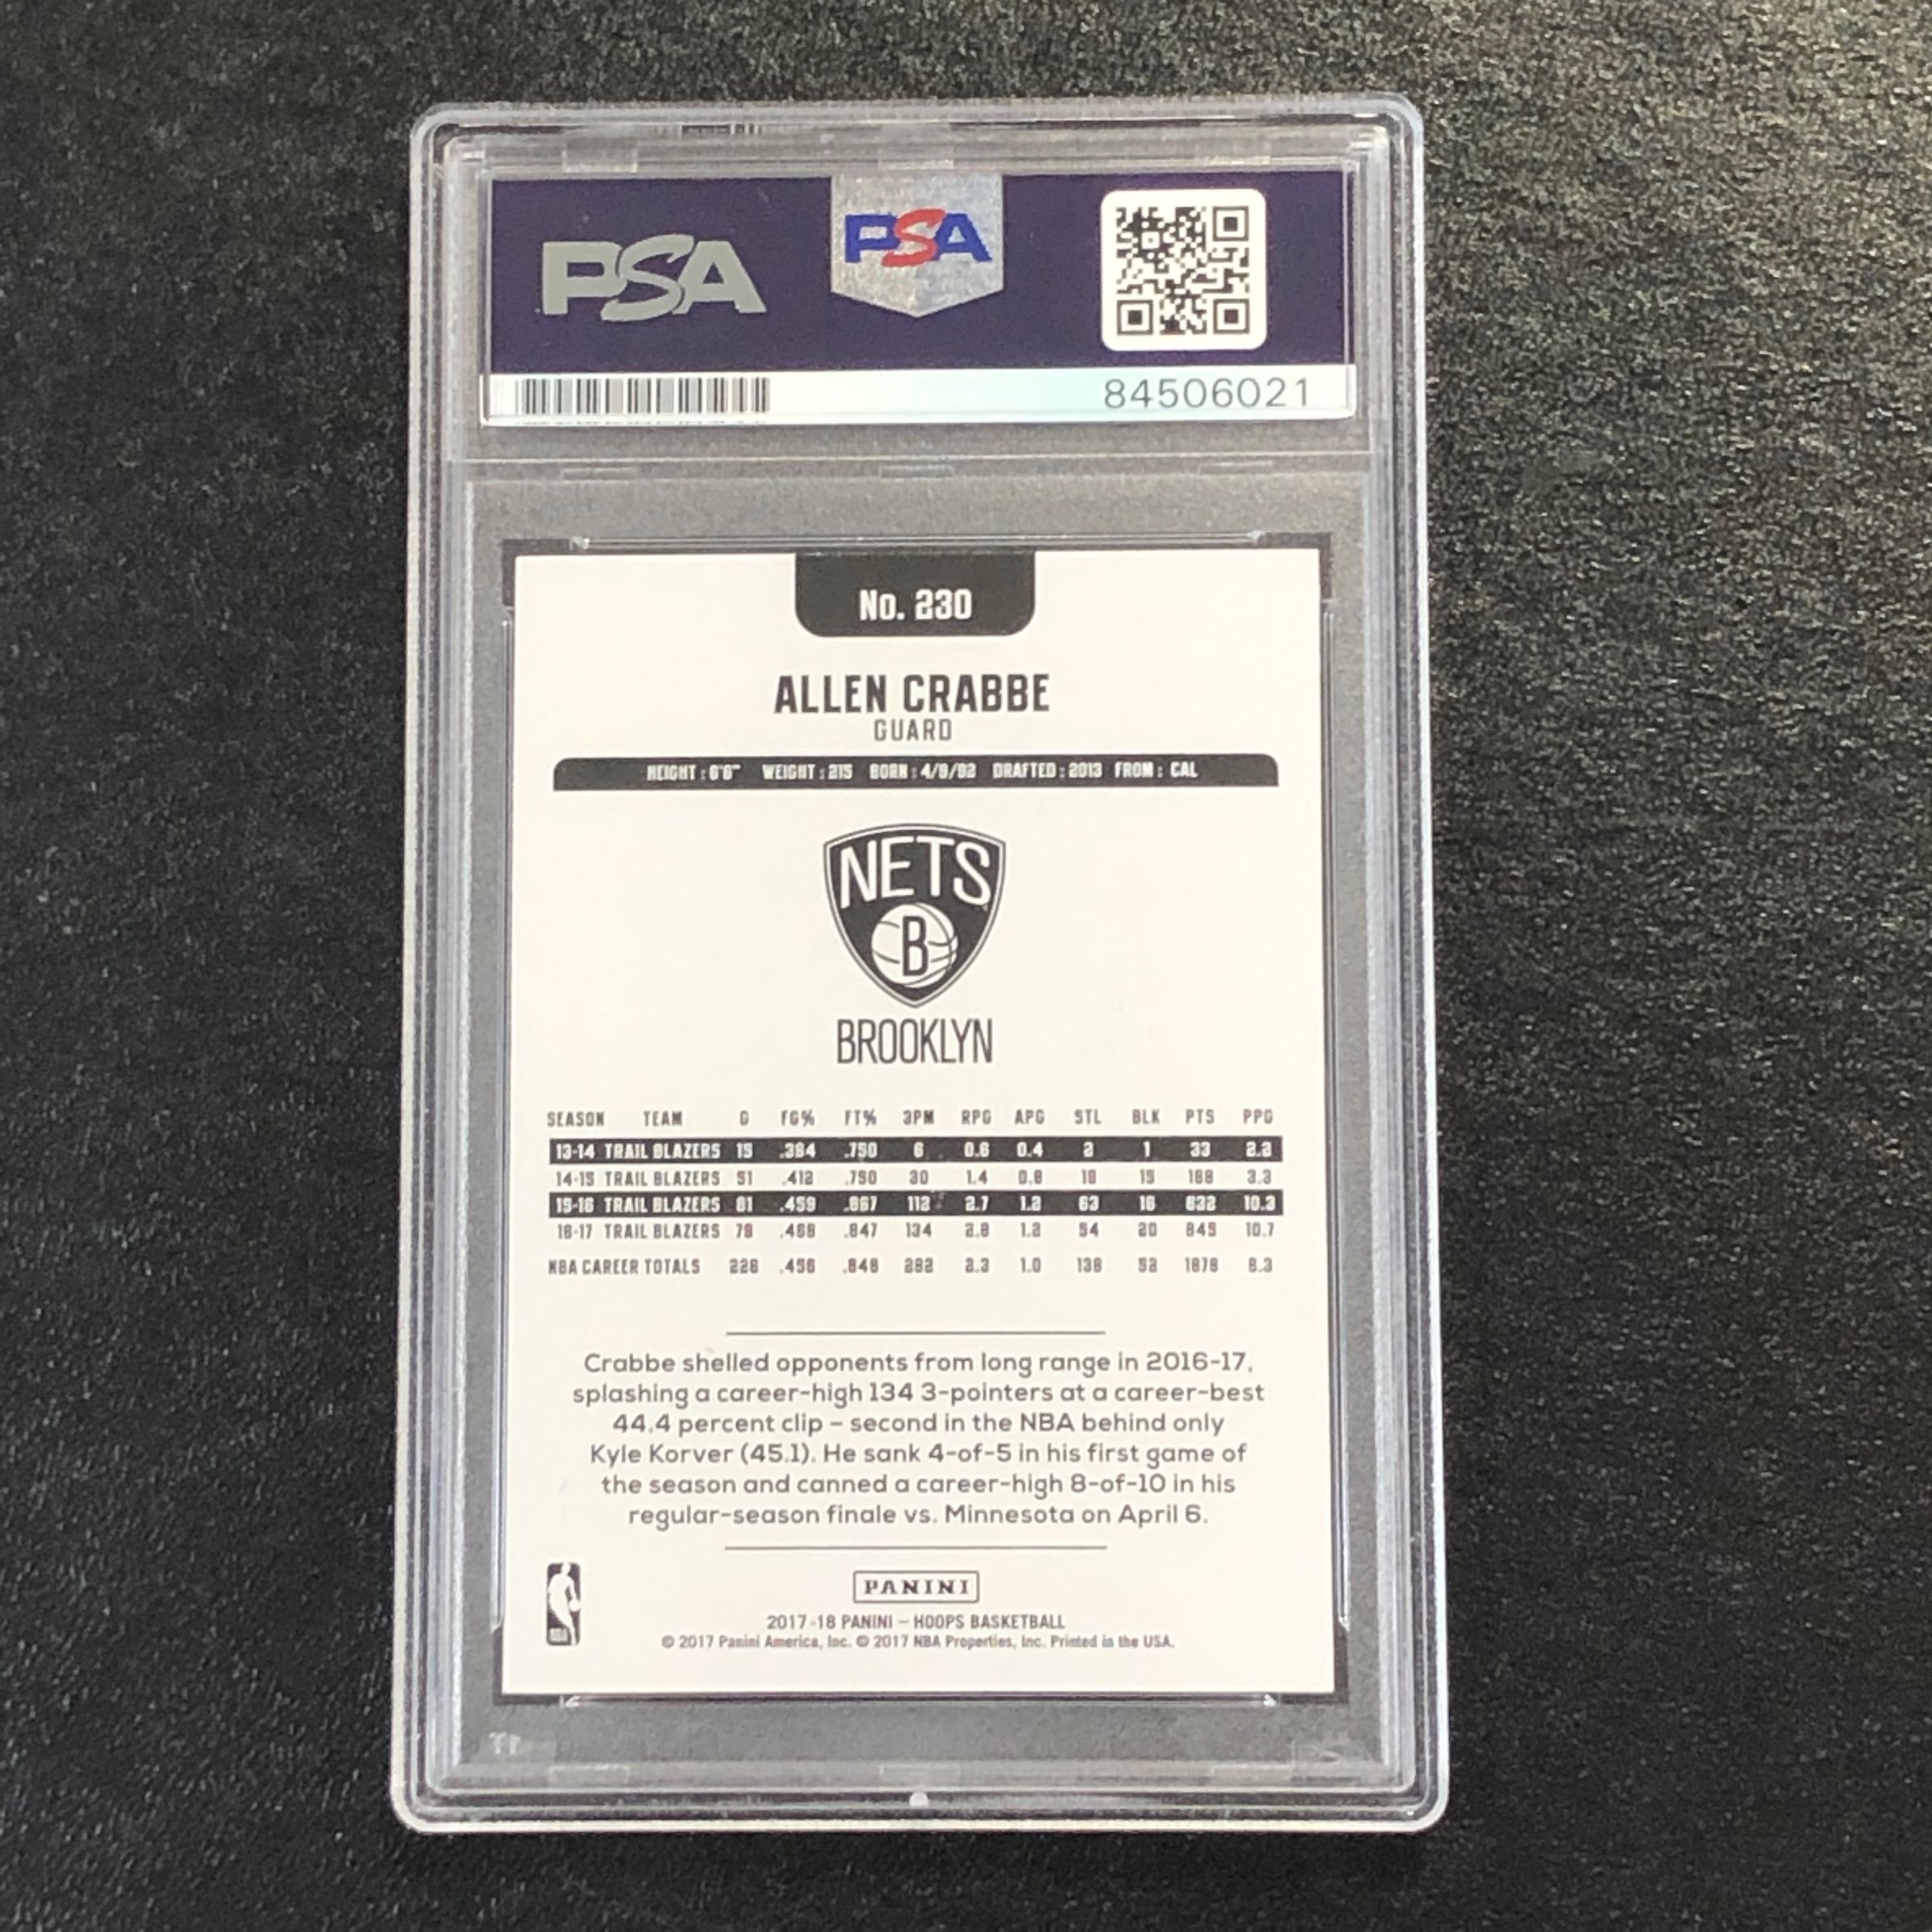 PSA
PSA
84506021
No. 230
ALLEN CRABBE
GUARD
HEIGHT : 6'6" WEIGHT : 215 BORN : 4/9/92 DRAFTED : 2013 FROM : CAL
NETS
B
BROOKLYN
SEASON TEAM G FG% FT% 3PM RPG APG STL BLK PTS PPG
13-14 TRAIL BLAZERS 15 .364 .750 6 0.6 0.4 2 1 33 2.2
14-15 TRAIL BLAZERS 51 .412 .750 30 1.4 0.8 19 15 168 3.3
15-16 TRAIL BLAZERS 81 .459 .867 112 2.7 1.2 63 16 832 10.3
16-17 TRAIL BLAZERS 79 .468 .847 134 2.8 1.2 54 20 845 10.7
NBA CAREER TOTALS 226 .456 .848 282 2.3 1.0 138 52 1878 8.3
Crabbe shelled opponents from long range in 2016-17,
splashing a career-high 134 3-pointers at a career-best
44.4 percent clip – second in the NBA behind only
Kyle Korver (45.1). He sank 4-of-5 in his first game of
the season and canned a career-high 8-of-10 in his
regular-season finale vs. Minnesota on April 6.
PANINI
2017-18 PANINI – HOOPS BASKETBALL
© 2017 Panini America, Inc. © 2017 NBA Properties, Inc. Printed in the USA.